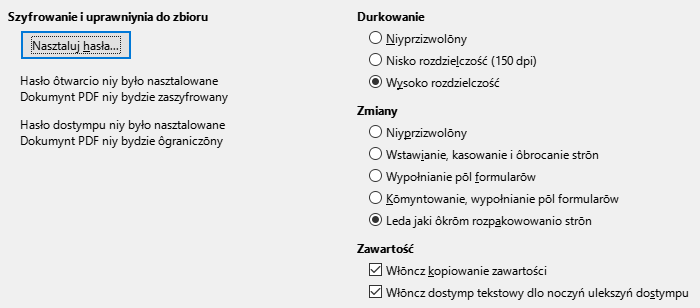 Szyfrowanie i uprawniynia do zbioru
Nasztaluj hasła...
Hasło ôtwarcio niy było nasztalowane
Dokumynt PDF niy bydzie zaszyfrowany
Hasło dostympu niy było nasztalowane
Dokumynt PDF niy bydzie ôgraniczōny
Durkowanie
Niyprzizwolōny
Nisko rozdzielczość (150 dpi)
Wysoko rozdzielczość
Zmiany
Niyprzizwolōny
Wstawianie, kasowanie i ôbrocanie strōn
Wypołnianie pōl formularōw
Kōmyntowanie, wypołnianie pōl formularōw
Leda jaki ôkrōm rozpakowowanio strōn
Zawartość
Włōncz kopiowanie zawartości
Włōncz dostymp tekstowy dlo noczyń ulekszyń dostympu